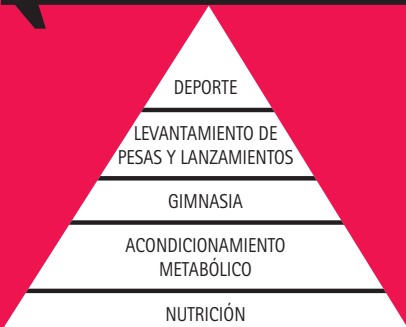 DEPORTE
LEVANTAMIENTO DE
PESAS Y LANZAMIENTOS
GIMNASIA
ACONDICIONAMIENTO
METABÓLICO
NUTRICIÓN